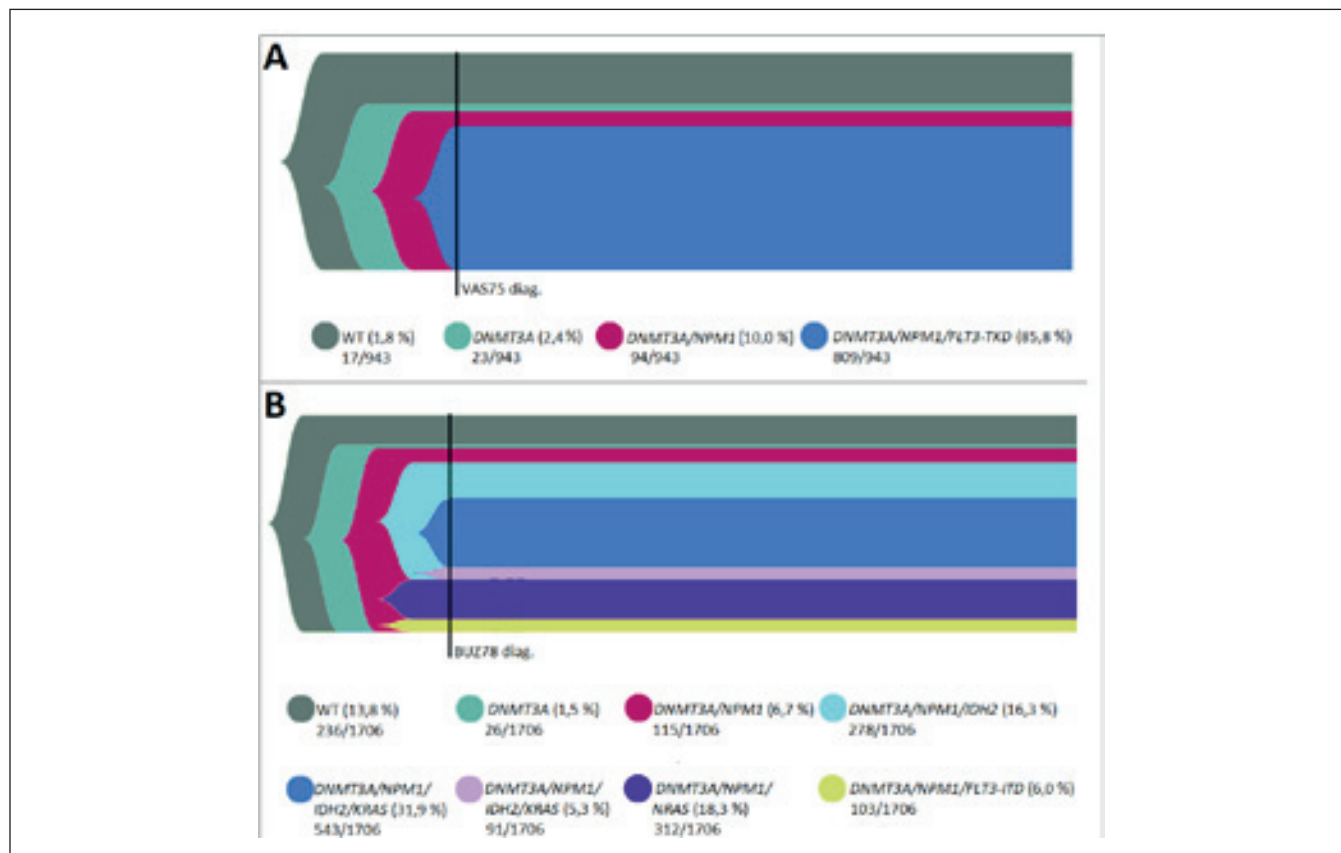 A
VAS75 diag.
WT (1,8 %)
17/943
DNMT3A (2,4 %)
23/943
DNMT3A/NPM1 (10,0 %)
94/943
DNMT3A/NPM1/FLT3-TKD (85,8 %)
809/943
B
BUZ78 diag.
WT (13,8 %)
236/1706
DNMT3A (1,5 %)
26/1706
DNMT3A/NPM1 (6,7 %)
115/1706
DNMT3A/NPM1/IDH2 (16,3 %)
278/1706
DNMT3A/NPM1/
IDH2/KRAS (31,9 %)
543/1706
DNMT3A/NPM1/
IDH2/KRAS (5,3 %)
91/1706
DNMT3A/NPM1/
NRAS (18,3 %)
312/1706
DNMT3A/NPM1/FLT3-ITD (6,0 %)
103/1706